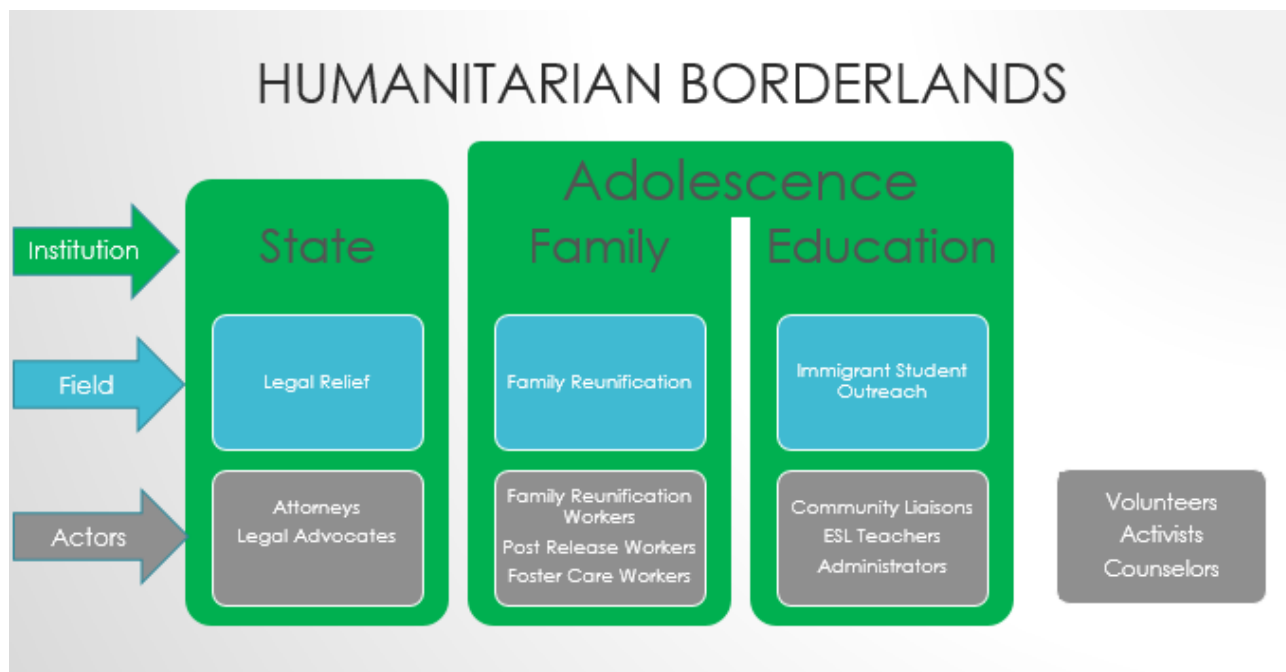 HUMANITARIAN BORDERLANDS
Adolescence
Institution
State
Family
Education
Field
Legal Relief
Family Reunification
Immigrant Student
Outreach
Actors
Attorneys
Legal Advocates
Family Reunification
Workers
Post Release Workers
Foster Care Workers
Community Liaisons
ESL Teachers
Administrators
Volunteers
Activists
Counselors